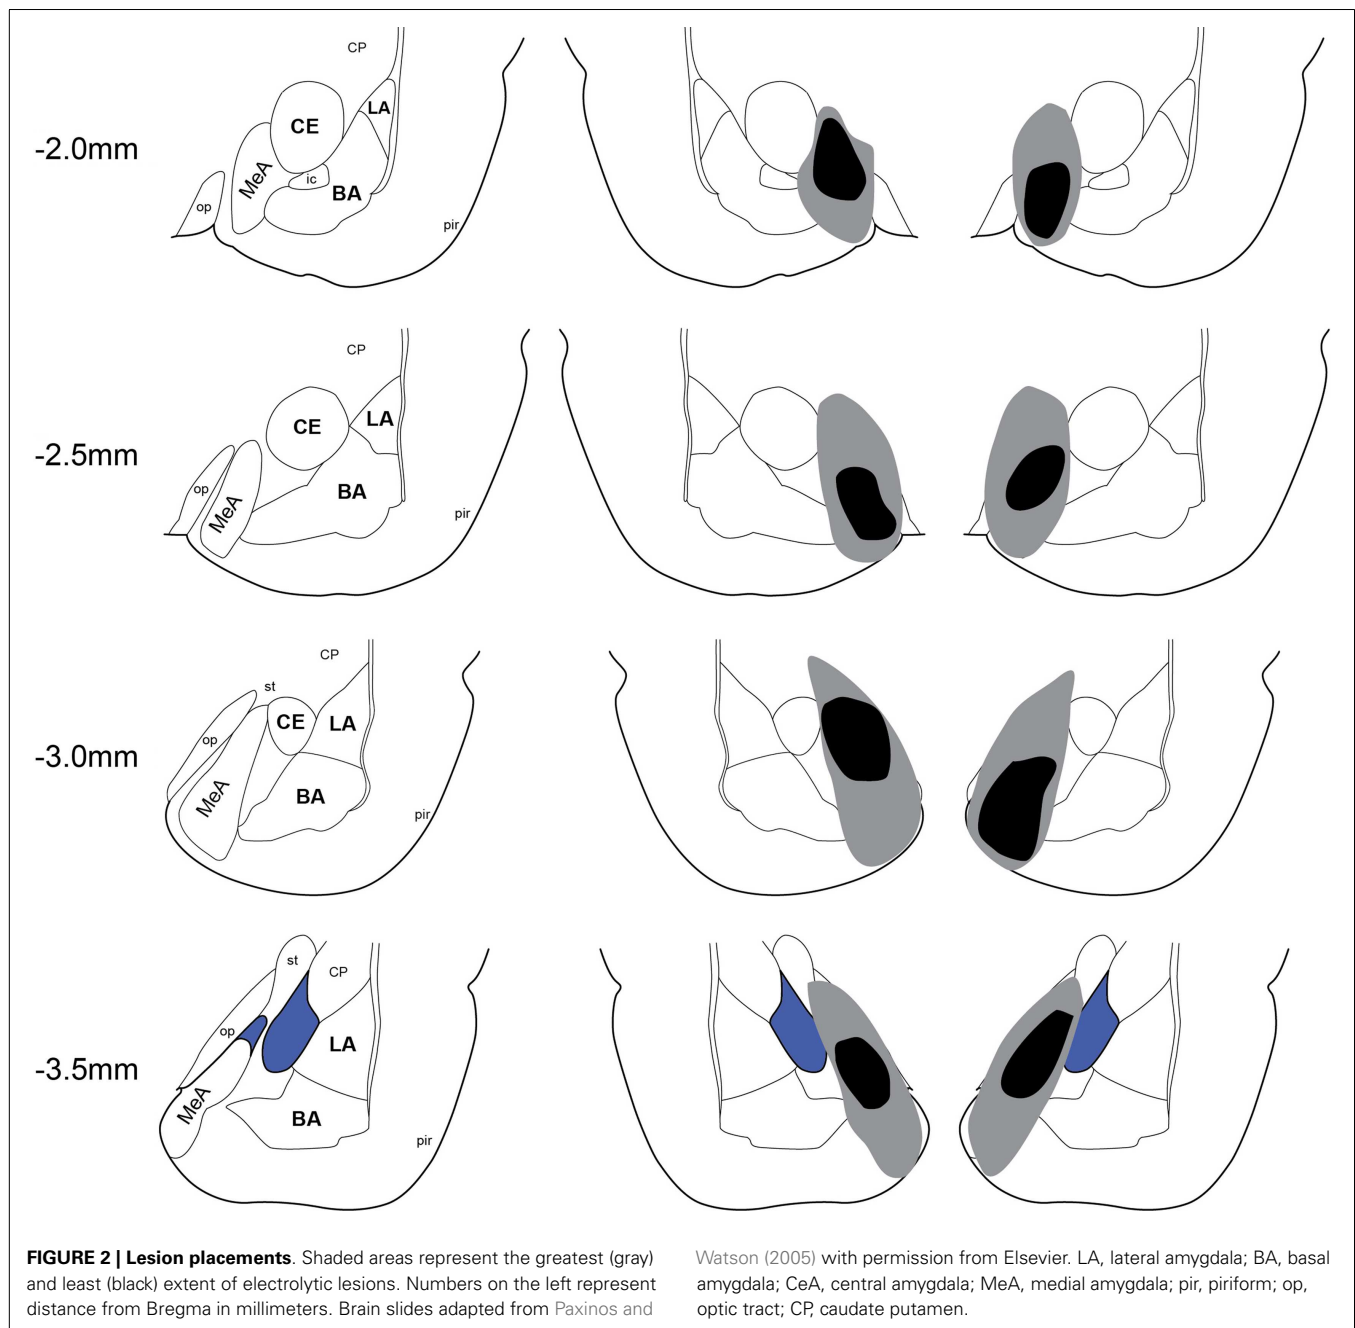 CP
LA
CE
-2.0mm
MeA
ic
BA
op
pir
CP
LA
CE
-2.5mm
op
BA
MeA
pir
CP
st
CE
LA
op
-3.0mm
MeA
BA
pir
st
CP
op
LA
-3.5mm
MeA
BA
pir
FIGURE 2 | Lesion placements. Shaded areas represent the greatest (gray)
and least (black) extent of electrolytic lesions. Numbers on the left represent
distance from Bregma in millimeters. Brain slides adapted from Paxinos and
Watson (2005) with permission from Elsevier. LA, lateral amygdala; BA, basal
amygdala; CeA, central amygdala; MeA, medial amygdala; pir, piriform; op,
optic tract; CP, caudate putamen.